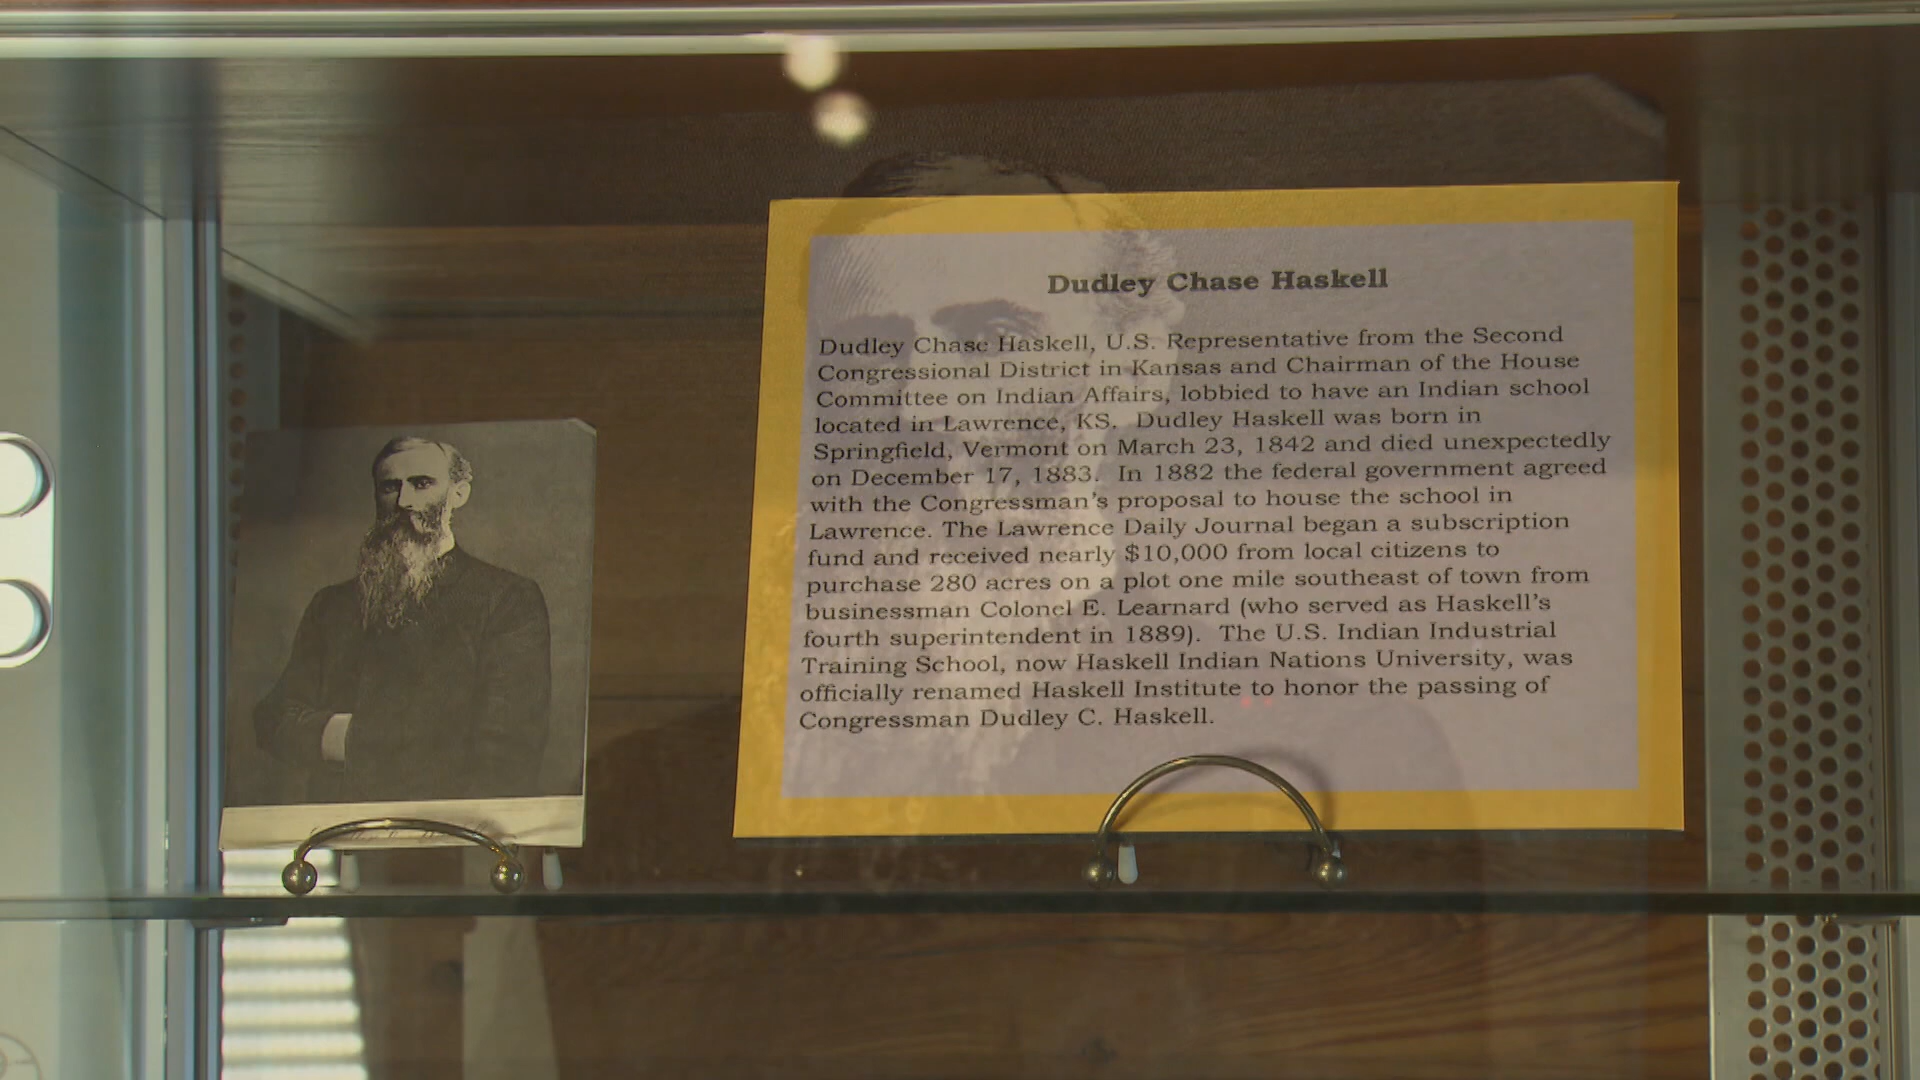 Dudley Chase Haskell
Dudley Chase Haskell, U.S. Representative from the Second
Congressional District in Kansas and Chairman of the House
Committee on Indian Affairs, lobbied to have an Indian school
located in Lawrence, KS. Dudley Haskell was born in
Springfield, Vermont on March 23, 1842 and died unexpectedly
on December 17, 1883. In 1882 the federal government agreed
with the Congressman's proposal to house the school in
Lawrence. The Lawrence Daily Journal began a subscription
fund and received nearly $10,000 from local citizens to
purchase 280 acres on a plot one mile southeast of town from
businessman Colonel E. Learnard (who served as Haskell's
fourth superintendent in 1889). The U.S. Indian Industrial
Training School, now Haskell Indian Nations University, was
officially renamed Haskell Institute to honor the passing of
Congressman Dudley C. Haskell.